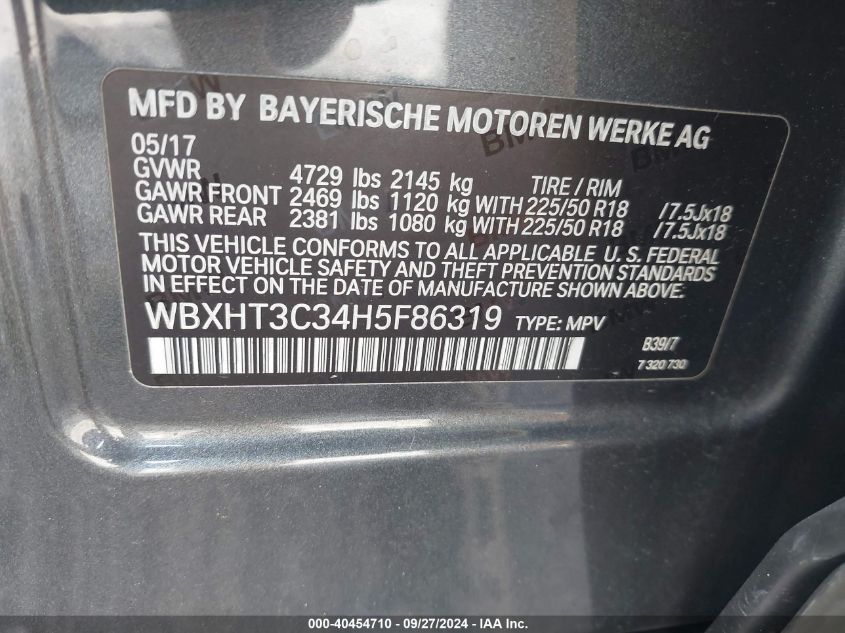 MFD BY BAYERISCHE MOTOREN WERKE AG
05/17
GVWR 4729 lbs 2145 kg TIRE / RIM
GAWR FRONT 2469 lbs 1120 kg WITH 225/50 R18 /7.5Jx18
GAWR REAR 2381 lbs 1080 kg WITH 225/50 R18 /7.5Jx18
THIS VEHICLE CONFORMS TO ALL APPLICABLE U. S. FEDERAL
MOTOR VEHICLE SAFETY AND THEFT PREVENTION STANDARDS
IN EFFECT ON THE DATE OF MANUFACTURE SHOWN ABOVE.
WBXHT3C34H5F86319 TYPE: MPV
B39/7
7 320 730
000-40454710 - 09/27/2024 - IAA Inc.